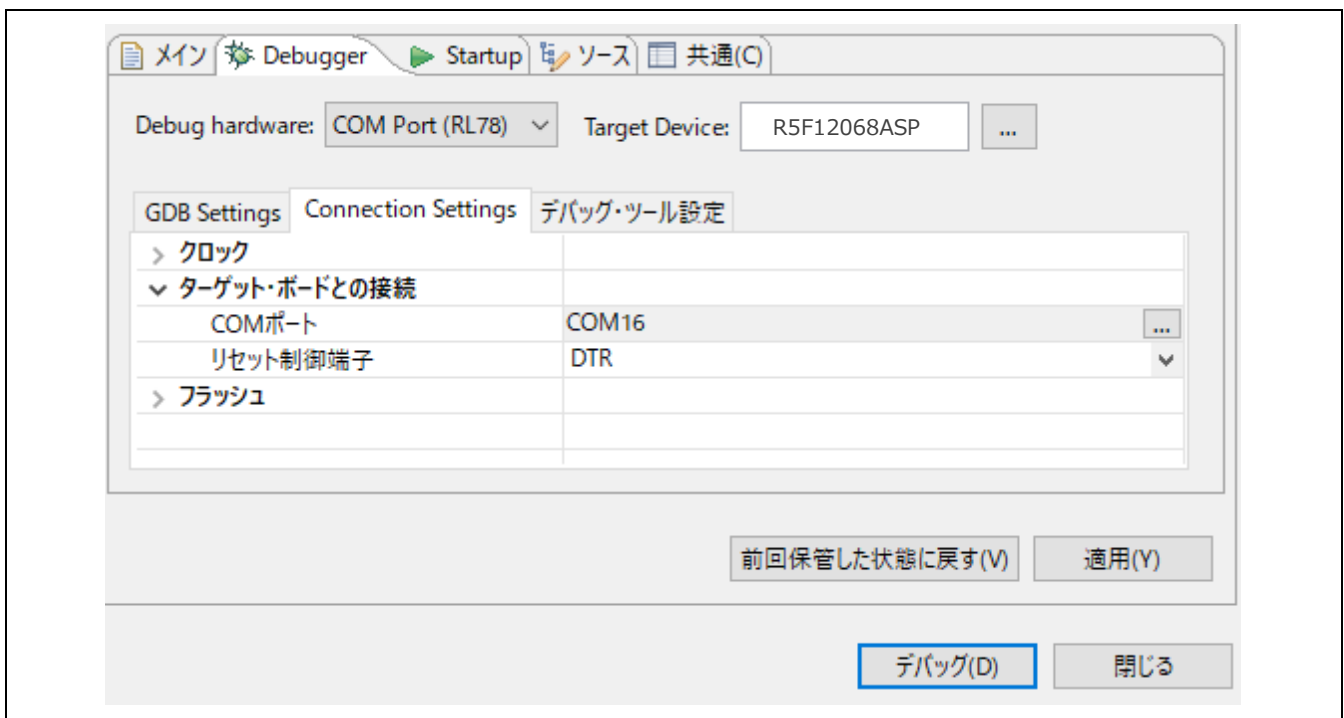 メイン Debugger Startup ソース 共通(C)
Debug hardware: COM Port (RL78) Target Device: R5F12068ASP ...
GDB Settings Connection Settings デバッグ・ツール設定
クロック
ターゲット・ボードとの接続
COMポート COM16 ...
リセット制御端子 DTR
フラッシュ
前回保管した状態に戻す(V) 適用(Y)
デバッグ(D) 閉じる